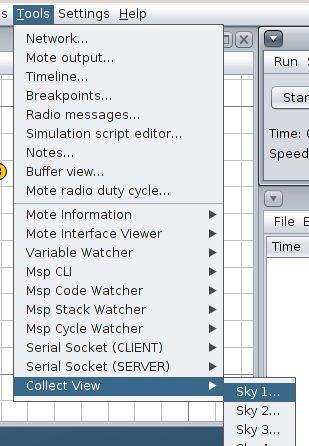 s Tools Settings Help
Network...
Mote output...
Timeline...
Breakpoints...
Radio messages...
Simulation script editor...
Notes...
Buffer view...
Mote radio duty cycle...
Mote Information
Mote Interface Viewer
Variable Watcher
Msp CLI
Msp Code Watcher
Msp Stack Watcher
Msp Cycle Watcher
Serial Socket (CLIENT)
Serial Socket (SERVER)
Collect View
Sky 1...
Sky 2...
Sky 3...
Run
Star
Time: 0
Speed
File E
Time